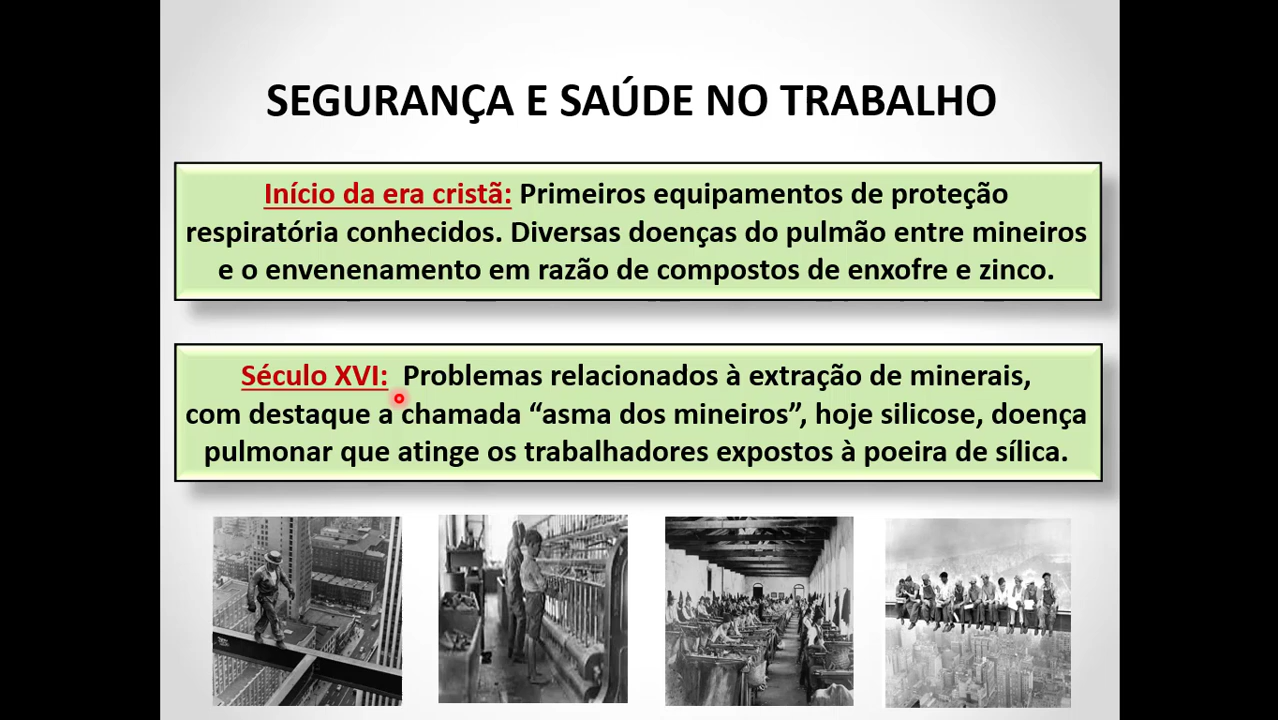 SEGURANÇA E SAÚDE NO TRABALHO
Início da era cristã: Primeiros equipamentos de proteção
respiratória conhecidos. Diversas doenças do pulmão entre mineiros
e o envenenamento em razão de compostos de enxofre e zinco.
Século XVI: Problemas relacionados à extração de minerais,
com destaque a chamada “asma dos mineiros”, hoje silicose, doença
pulmonar que atinge os trabalhadores expostos à poeira de sílica.